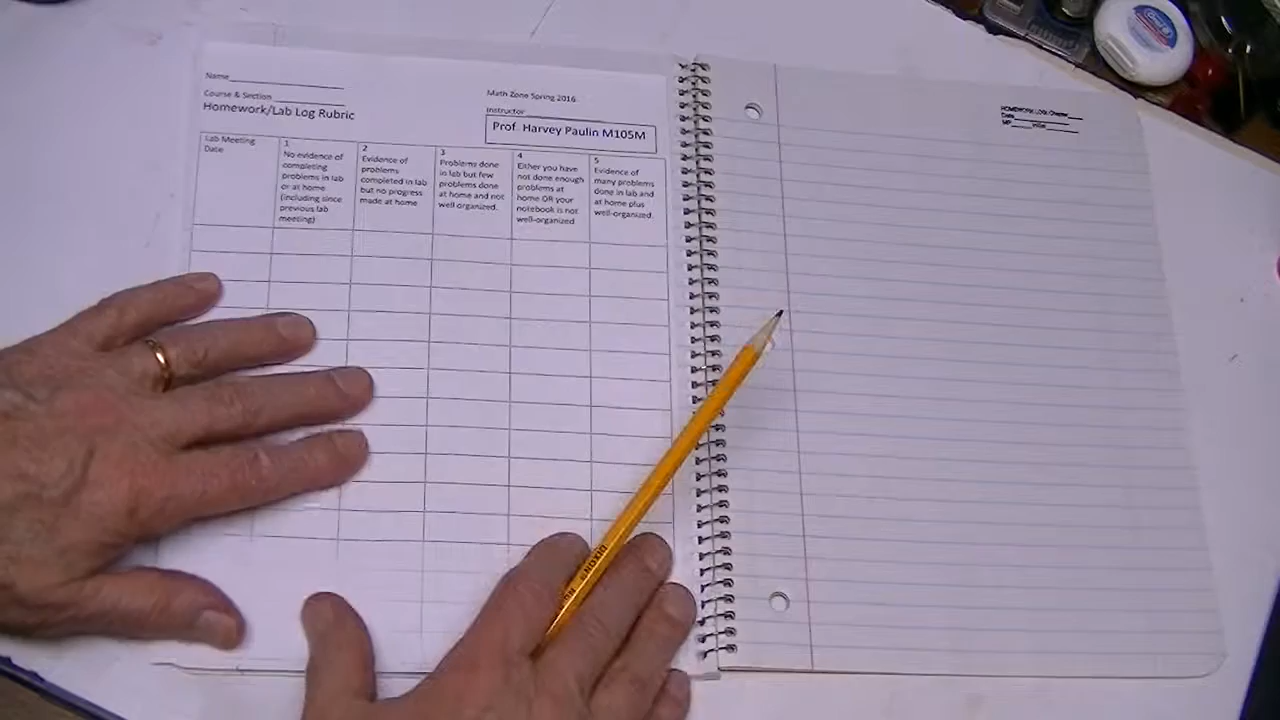 Name
Course & Section
Homework/Lab Log Rubric
Math Zone Spring 2016
Instructor
Prof. Harvey Paulin M105M
Lab Meeting
Date
1
No evidence of
completing
problems in lab
or at home
(including since
previous lab
meeting)
2
Evidence of
problems
completed in lab
but no progress
made at home
3
Problems done
in lab but few
problems done
at home and not
well organized.
4
Either you have
not done enough
problems at
home OR your
notebook is not
well-organized
5
Evidence of
many problems
done in lab and
at home plus
well-organized.
HOMEWORK LOG
Date
DIXON